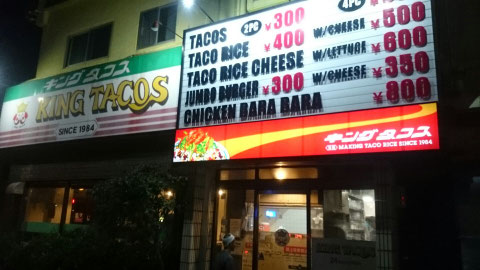 キングタコス
KING TACOS
SINCE 1984
TACOS 2PC ¥300 4PC
TACO RICE ¥400 W/CHEESE ¥500
TACO RICE CHEESE W/LETTUCE ¥600
JUMBO BURGER ¥300 W/CHEESE ¥350
CHICKEN BARA BARA ¥
キングタコス
MAKING TACO RICE SINCE 1984